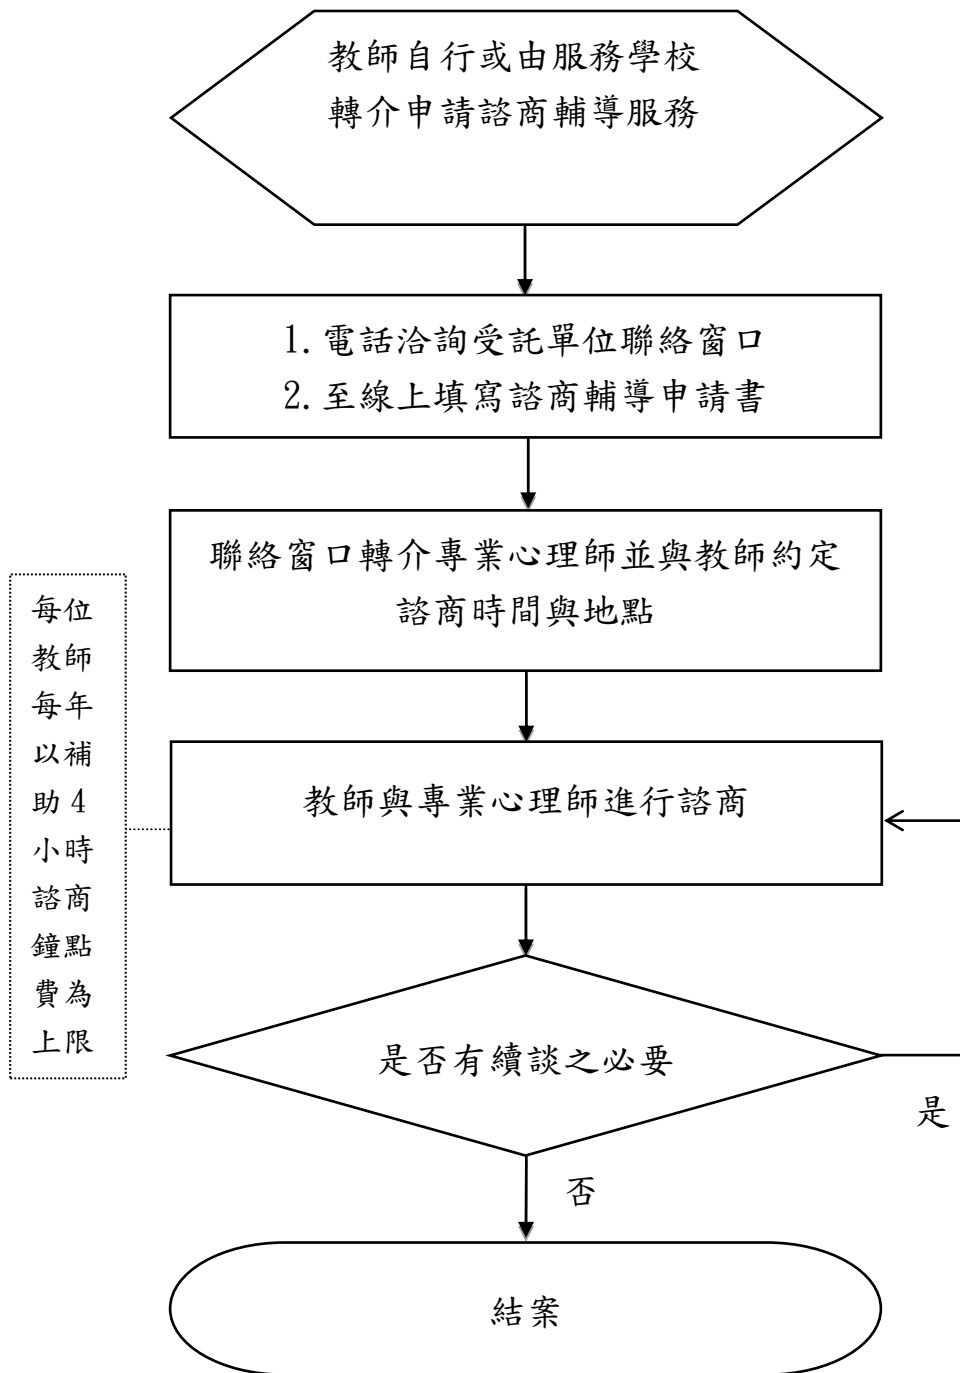 教師自行或由服務學校
轉介申請諮商輔導服務
1. 電話洽詢受託單位聯絡窗口
2. 至線上填寫諮商輔導申請書
聯絡窗口轉介專業心理師並與教師約定
諮商時間與地點
每位
教師
每年
以補
助 4
小時
諮商
鐘點
費為
上限
教師與專業心理師進行諮商
是否有續談之必要
是
否
結案